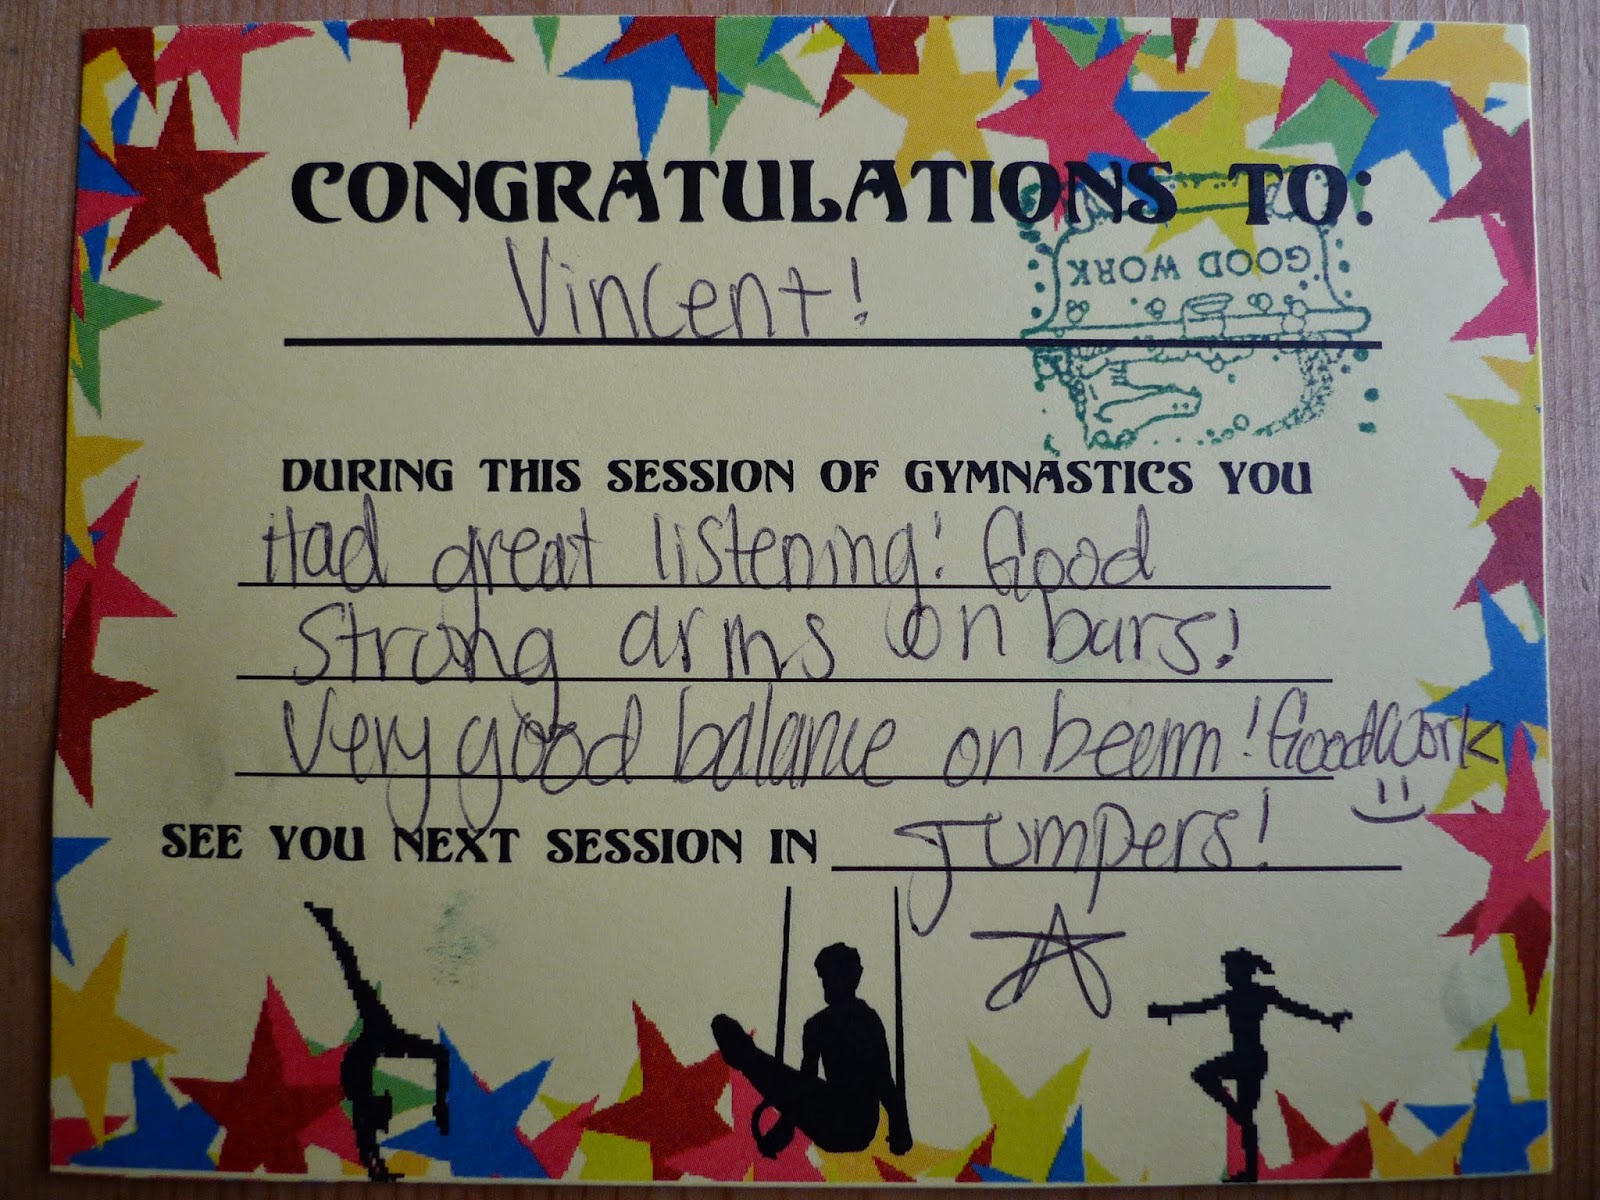 CONGRATULATIONS TO:
Vincent!
GOOD WORK
DURING THIS SESSION OF GYMNASTICS YOU
Had great listening! Good
Strong arms on bars!
Very good balance on beem! Good Work
SEE YOU NEXT SESSION IN Jumpers!